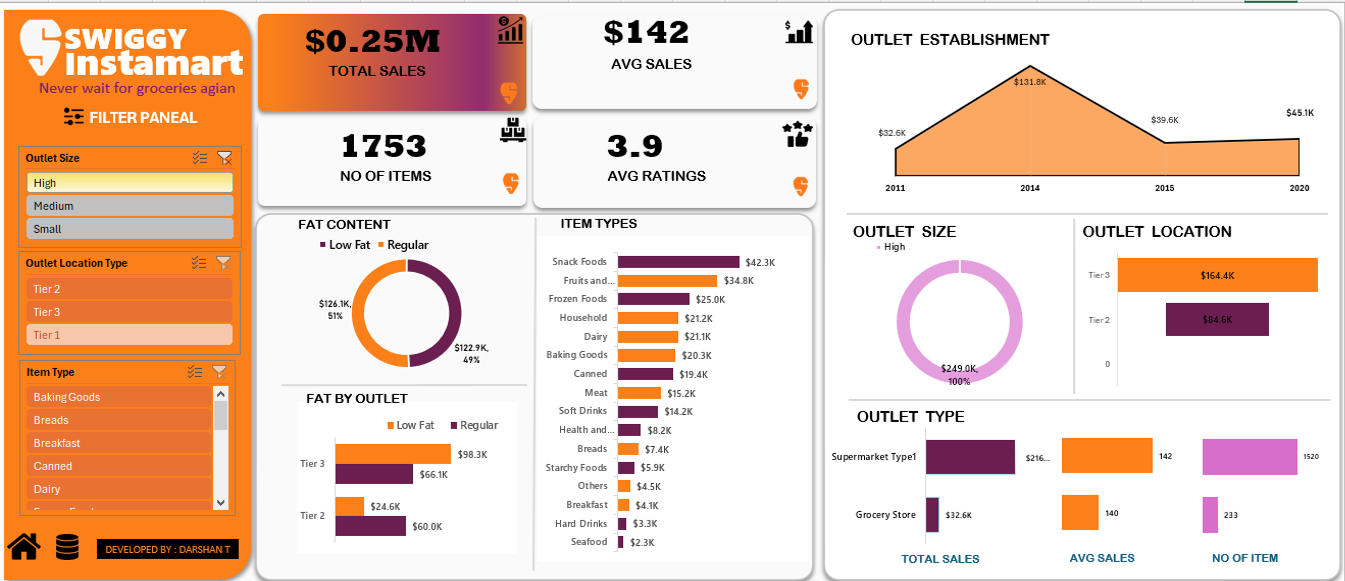 SWIGGY
Instamart
Never wait for groceries agian
FILTER PANEAL
Outlet Size
High
Medium
Small
Outlet Location Type
Tier 2
Tier 3
Tier 1
Item Type
Baking Goods
Breads
Breakfast
Canned
Dairy
DEVELOPED BY : DARSHAN T
$0.25M
TOTAL SALES
$142
AVG SALES
1753
NO OF ITEMS
3.9
AVG RATINGS
FAT CONTENT
Low Fat Regular
$126.1K,
51%
$122.9K,
49%
FAT BY OUTLET
Low Fat Regular
Tier 3 $98.3K
$66.1K
Tier 2 $24.6K
$60.0K
ITEM TYPES
Snack Foods $42.3K
Fruits and... $34.8K
Frozen Foods $25.0K
Household $21.2K
Dairy $21.1K
Baking Goods $20.3K
Canned $19.4K
Meat $15.2K
Soft Drinks $14.2K
Health and... $8.2K
Breads $7.4K
Starchy Foods $5.9K
Others $4.5K
Breakfast $4.1K
Hard Drinks $3.3K
Seafood $2.3K
OUTLET ESTABLISHMENT
$32.6K $131.8K $39.6K $45.1K
2011 2014 2015 2020
OUTLET SIZE
High
$249.0K,
100%
OUTLET LOCATION
Tier 3 $164.4K
Tier 2 $84.6K
0
OUTLET TYPE
Supermarket Type1 $216... 142 1520
Grocery Store $32.6K 140 233
TOTAL SALES AVG SALES NO OF ITEM